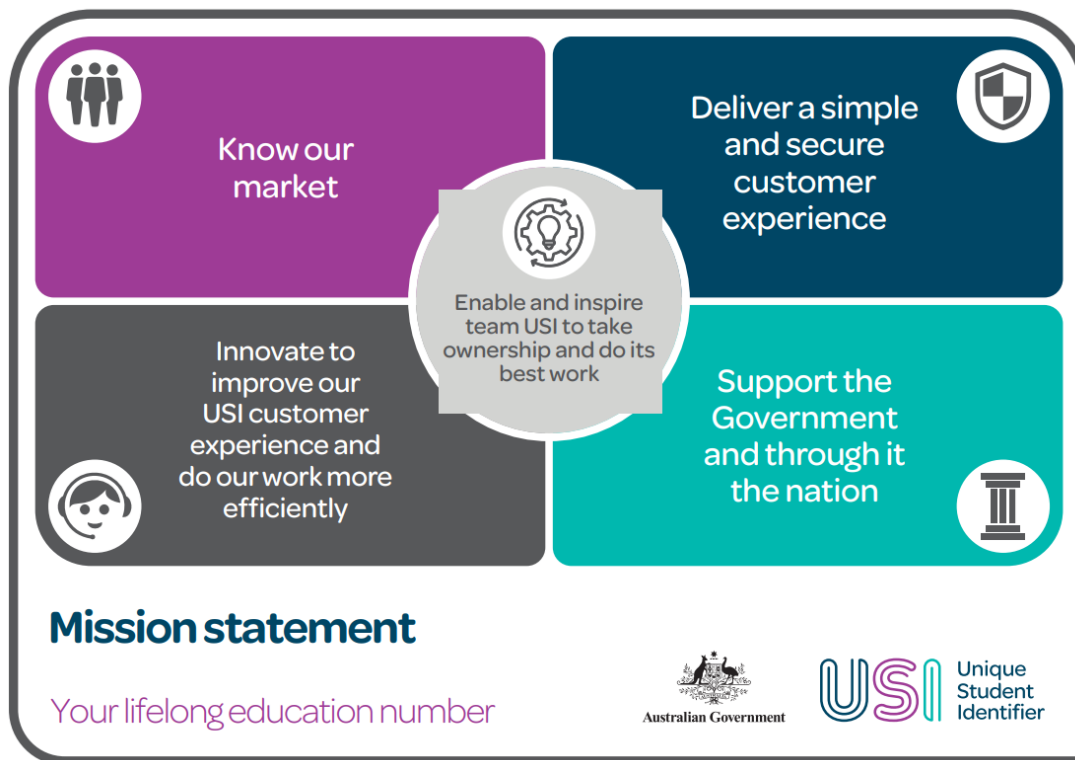 Know our
market
Deliver a simple
and secure
customer
experience
Enable and inspire
team USI to take
ownership and do its
best work
Innovate to
improve our
USI customer
experience and
do our work more
efficiently
Support the
Government
and through it
the nation
Mission statement
Your lifelong education number
Australian Government
USI
Unique
Student
Identifier